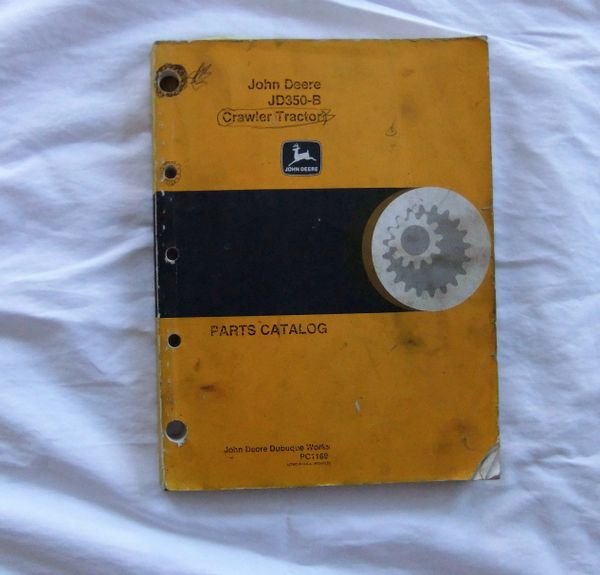 John Deere
JD350-B
Crawler Tractor
JOHN DEERE
PARTS CATALOG
John Deere Dubuque Works
PC1169